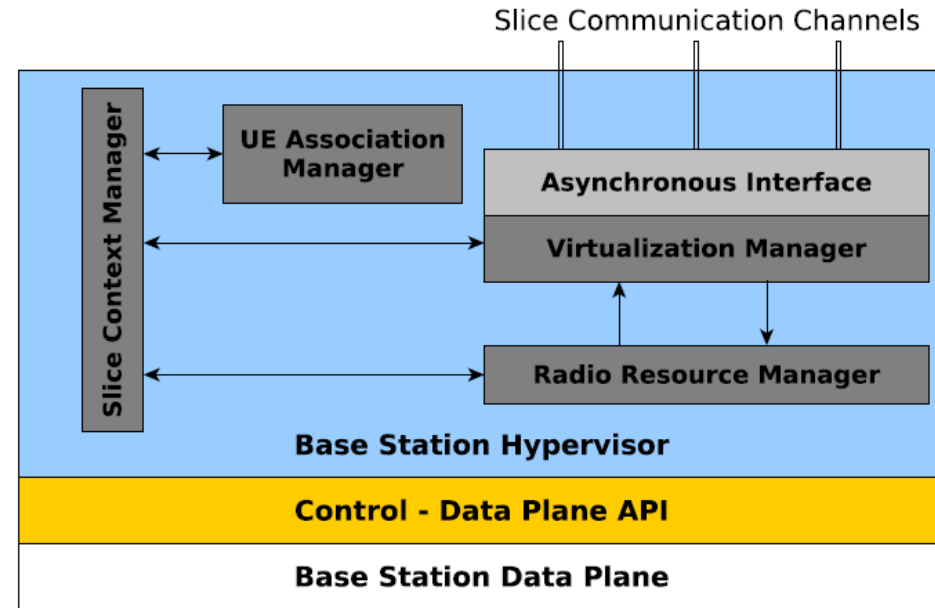 Slice Communication Channels
Slice Context Manager
UE Association
Manager
Asynchronous Interface
Virtualization Manager
Radio Resource Manager
Base Station Hypervisor
Control - Data Plane API
Base Station Data Plane